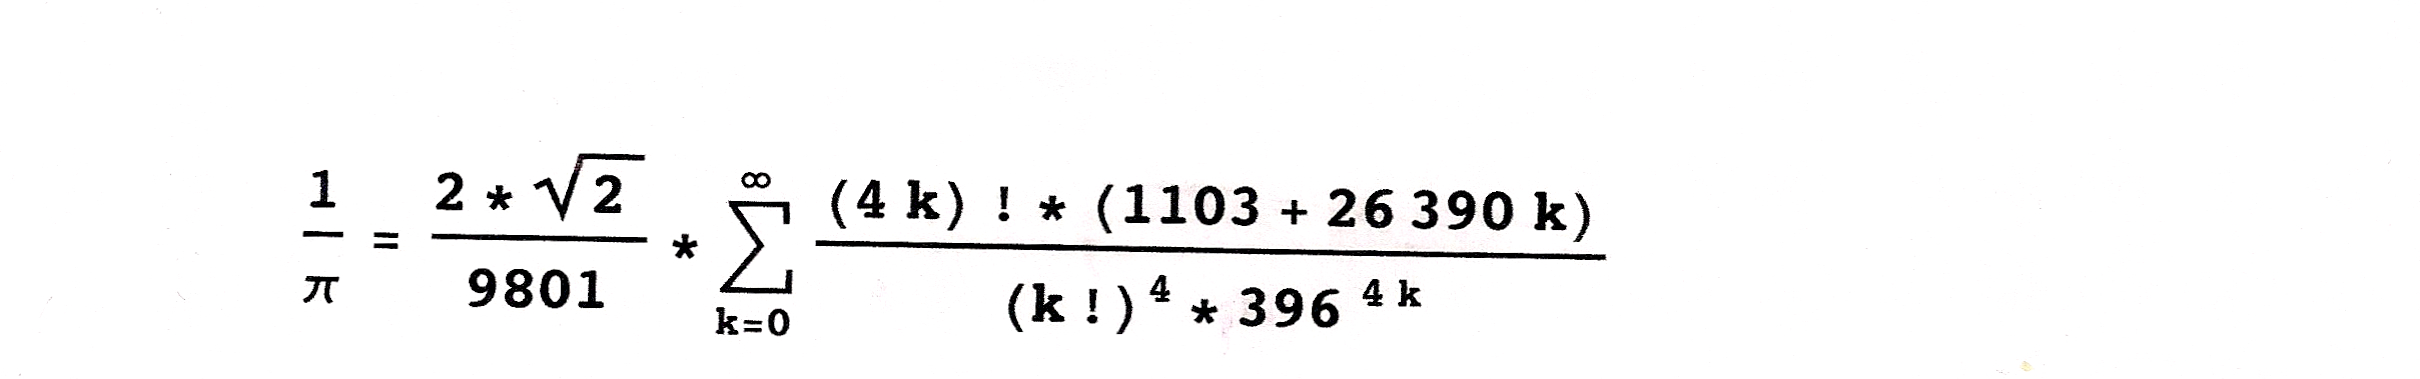 1/π = (2 * √2)/9801 * ∑_{k=0}^{∞} ((4 k) ! * (1103 + 26 390 k))/((k !)^4 * 396^{4 k})